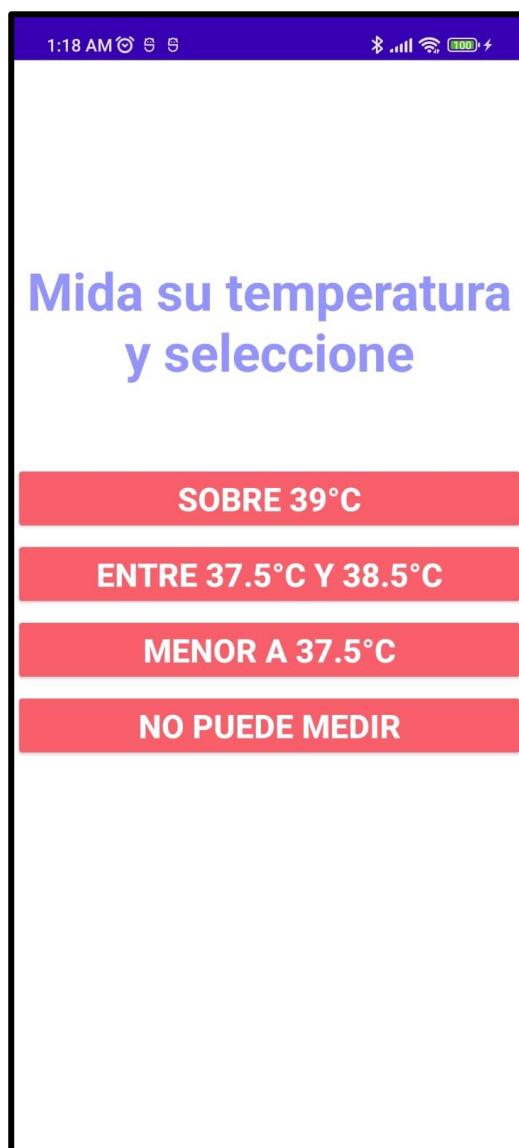 1:18 AM
100
Mida su temperatura
y seleccione
SOBRE 39°C
ENTRE 37.5°C Y 38.5°C
MENOR A 37.5°C
NO PUEDE MEDIR